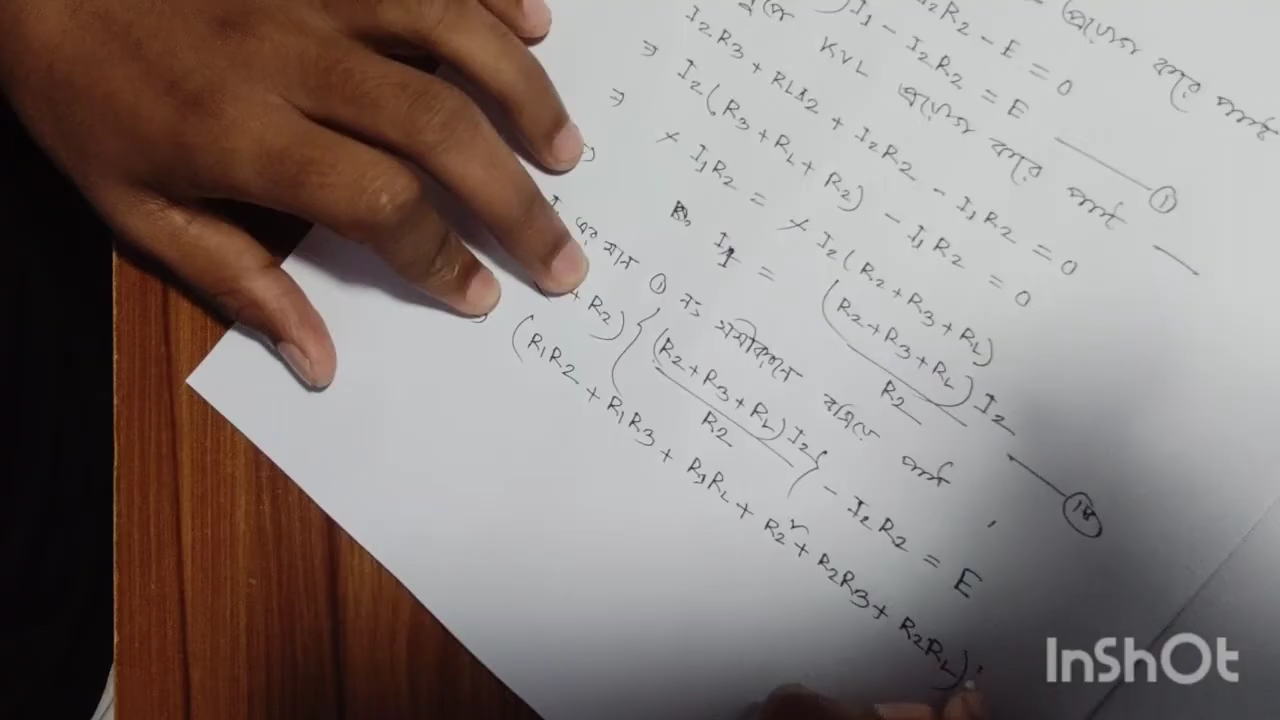 I2R2 - E = 0 প্রয়োগ করে পাই
)I1 - I2R2 = E ——— ①
KVL প্রয়োগ করে পাই —
I2R3 + RLI2 + I2R2 - I1R2 = 0
⇒ I2(R3 + RL + R2) - I1R2 = 0
⇒ ⁄ I1R2 = ⁄ I2(R2 + R3 + RL)
I1 = (R2 + R3 + RL) / R2 I2 ———
এর মান ① নং সমীকরণে বসিয়ে পাই,
+ R2) { (R2 + R3 + RL)I2 / R2 } - I2R2 = E
(R1R2 + R1R3 + R1RL + R2² + R2R3 + R2RL)
InShOt